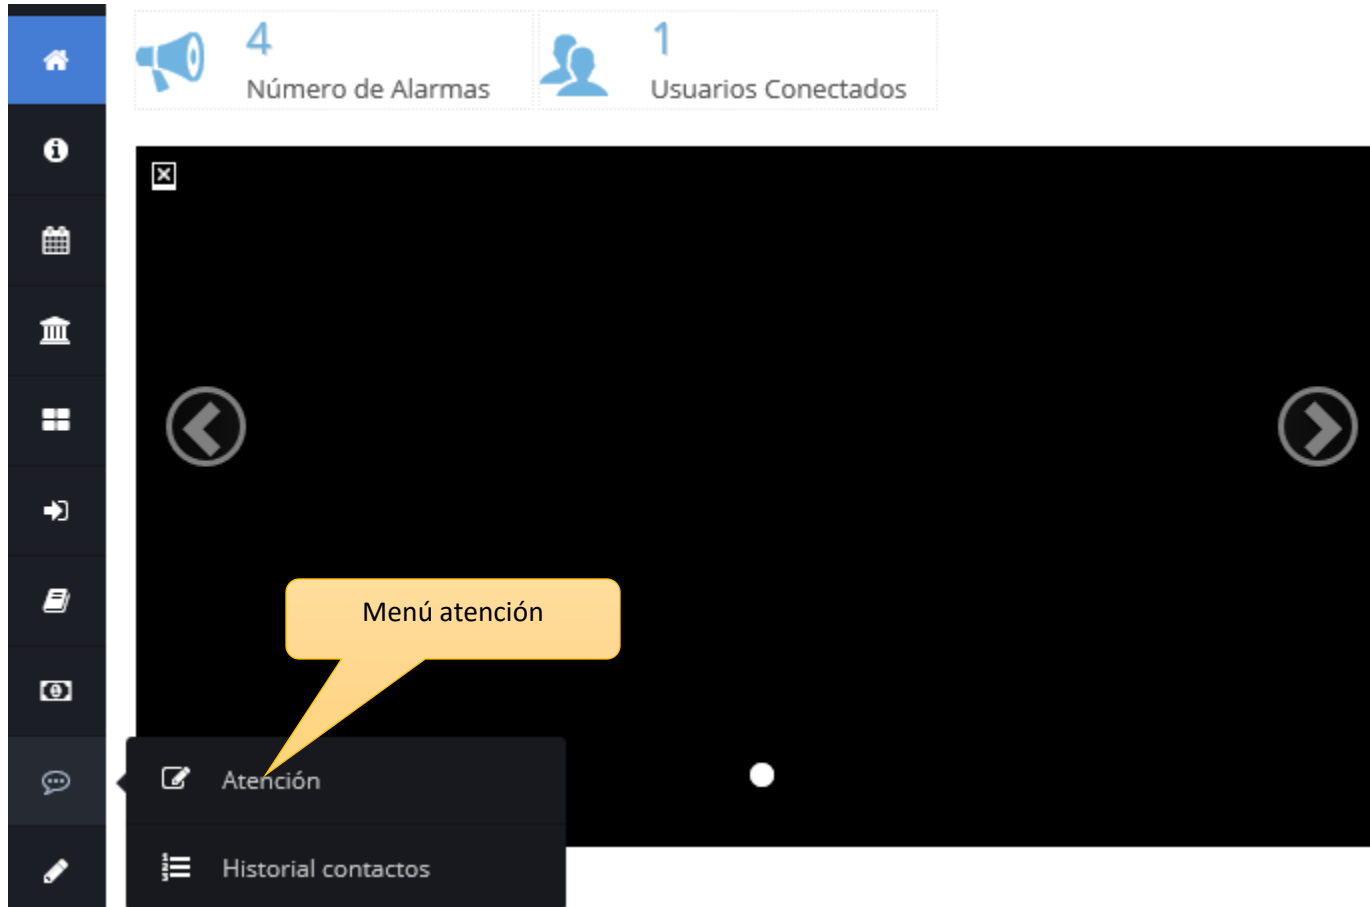 4
Número de Alarmas
1
Usuarios Conectados
Menú atención
Atención
Historial contactos